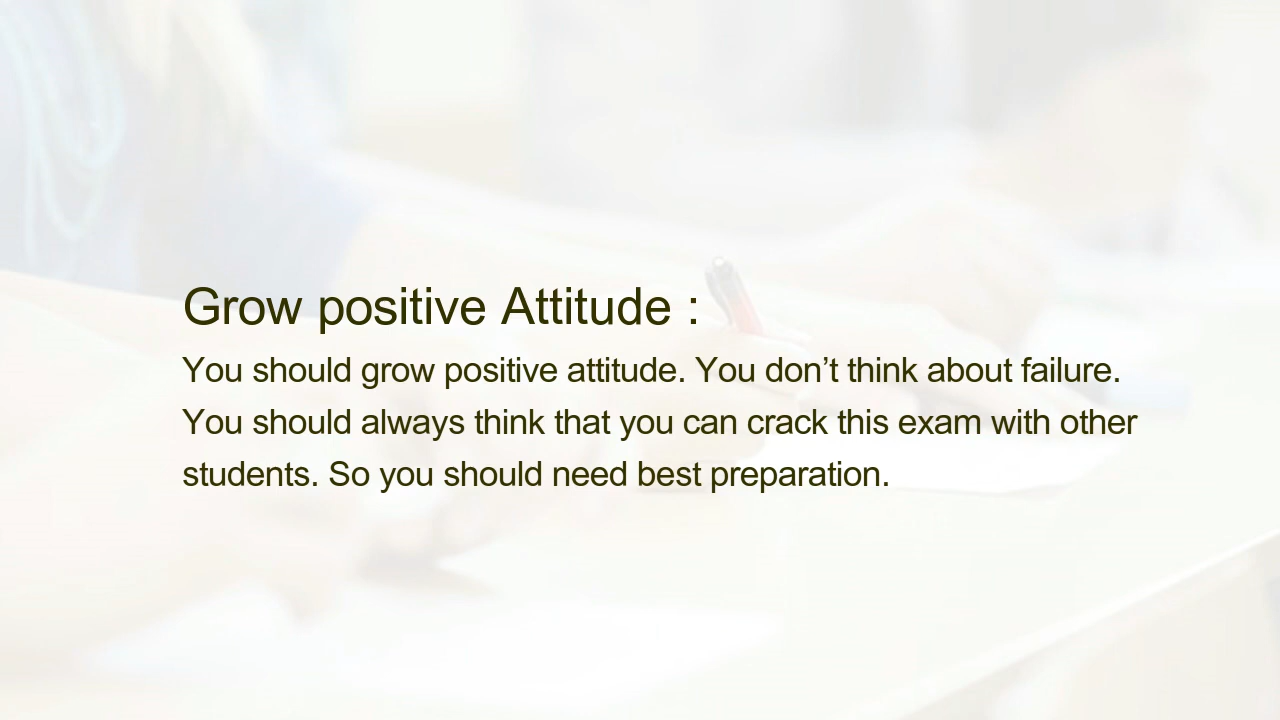 Grow positive Attitude :
You should grow positive attitude. You don’t think about failure.
You should always think that you can crack this exam with other
students. So you should need best preparation.